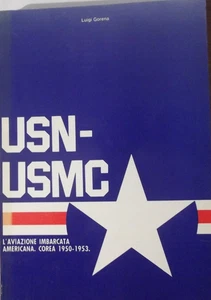 Luigi Gorena
USN-
USMC
L'AVIAZIONE IMBARCATA
AMERICANA. COREA 1950-1953.